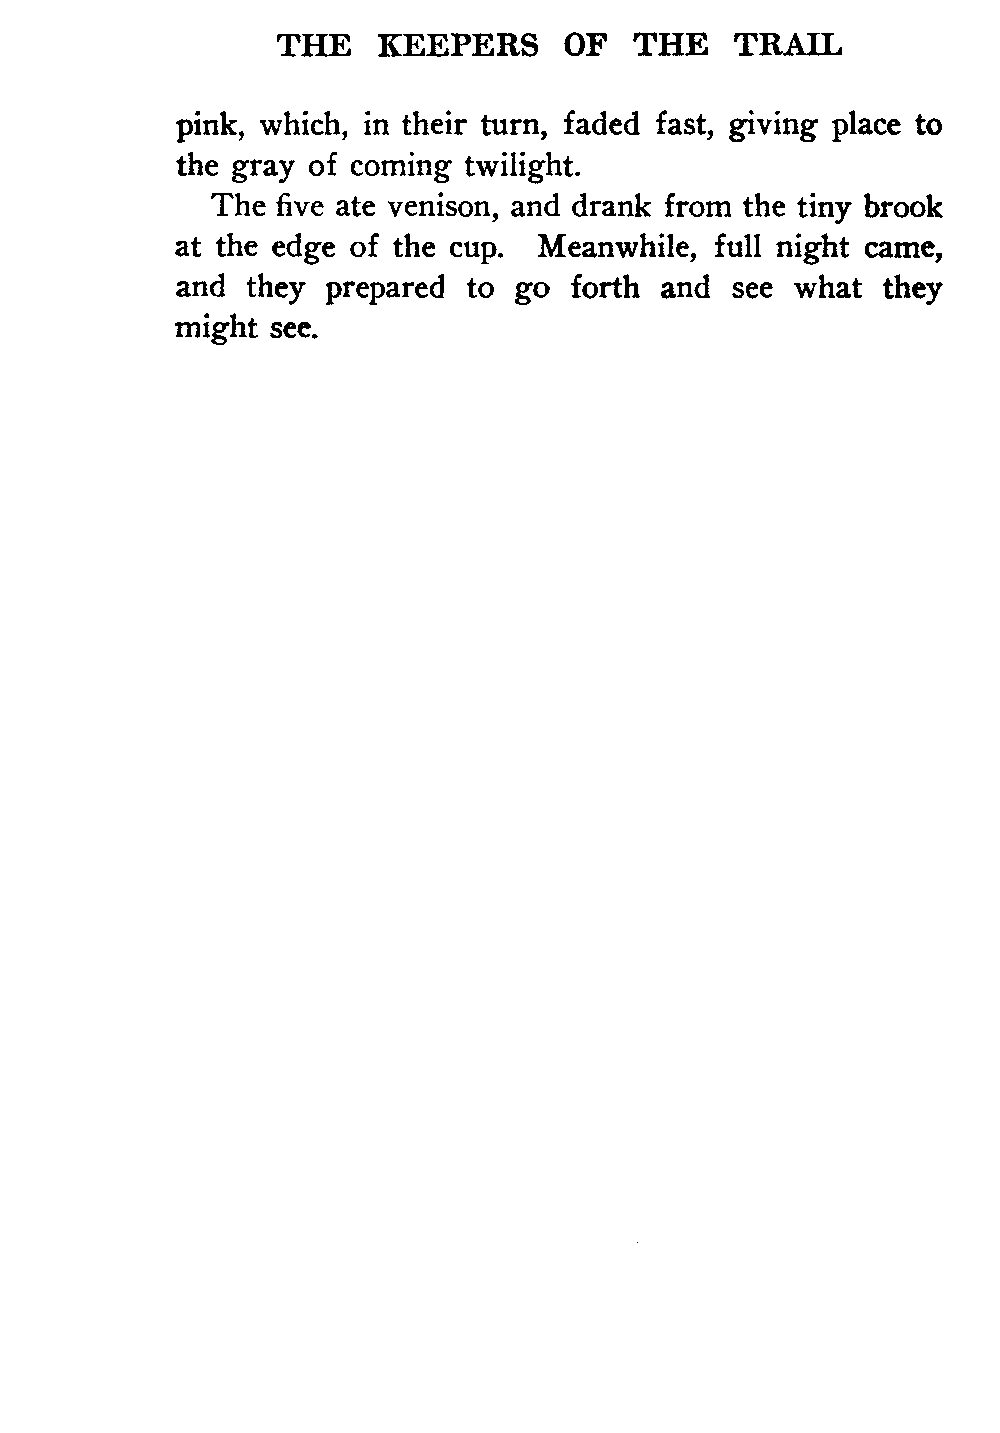 THE KEEPERS OF THE TRAIL
pink, which, in their turn, faded fast, giving place to
the gray of coming twilight.
The five ate venison, and drank from the tiny brook
at the edge of the cup. Meanwhile, full night came,
and they prepared to go forth and see what they
might see.